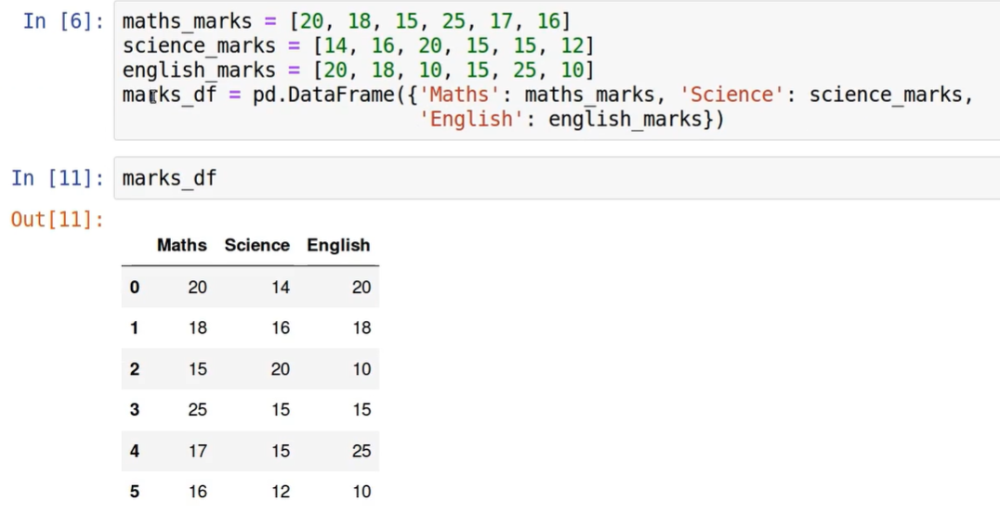 In [6]: maths_marks = [20, 18, 15, 25, 17, 16]
science_marks = [14, 16, 20, 15, 15, 12]
english_marks = [20, 18, 10, 15, 25, 10]
marks_df = pd.DataFrame({'Maths': maths_marks, 'Science': science_marks,
'English': english_marks})
In [11]: marks_df
Out[11]:
Maths Science English
0 20 14 20
1 18 16 18
2 15 20 10
3 25 15 15
4 17 15 25
5 16 12 10